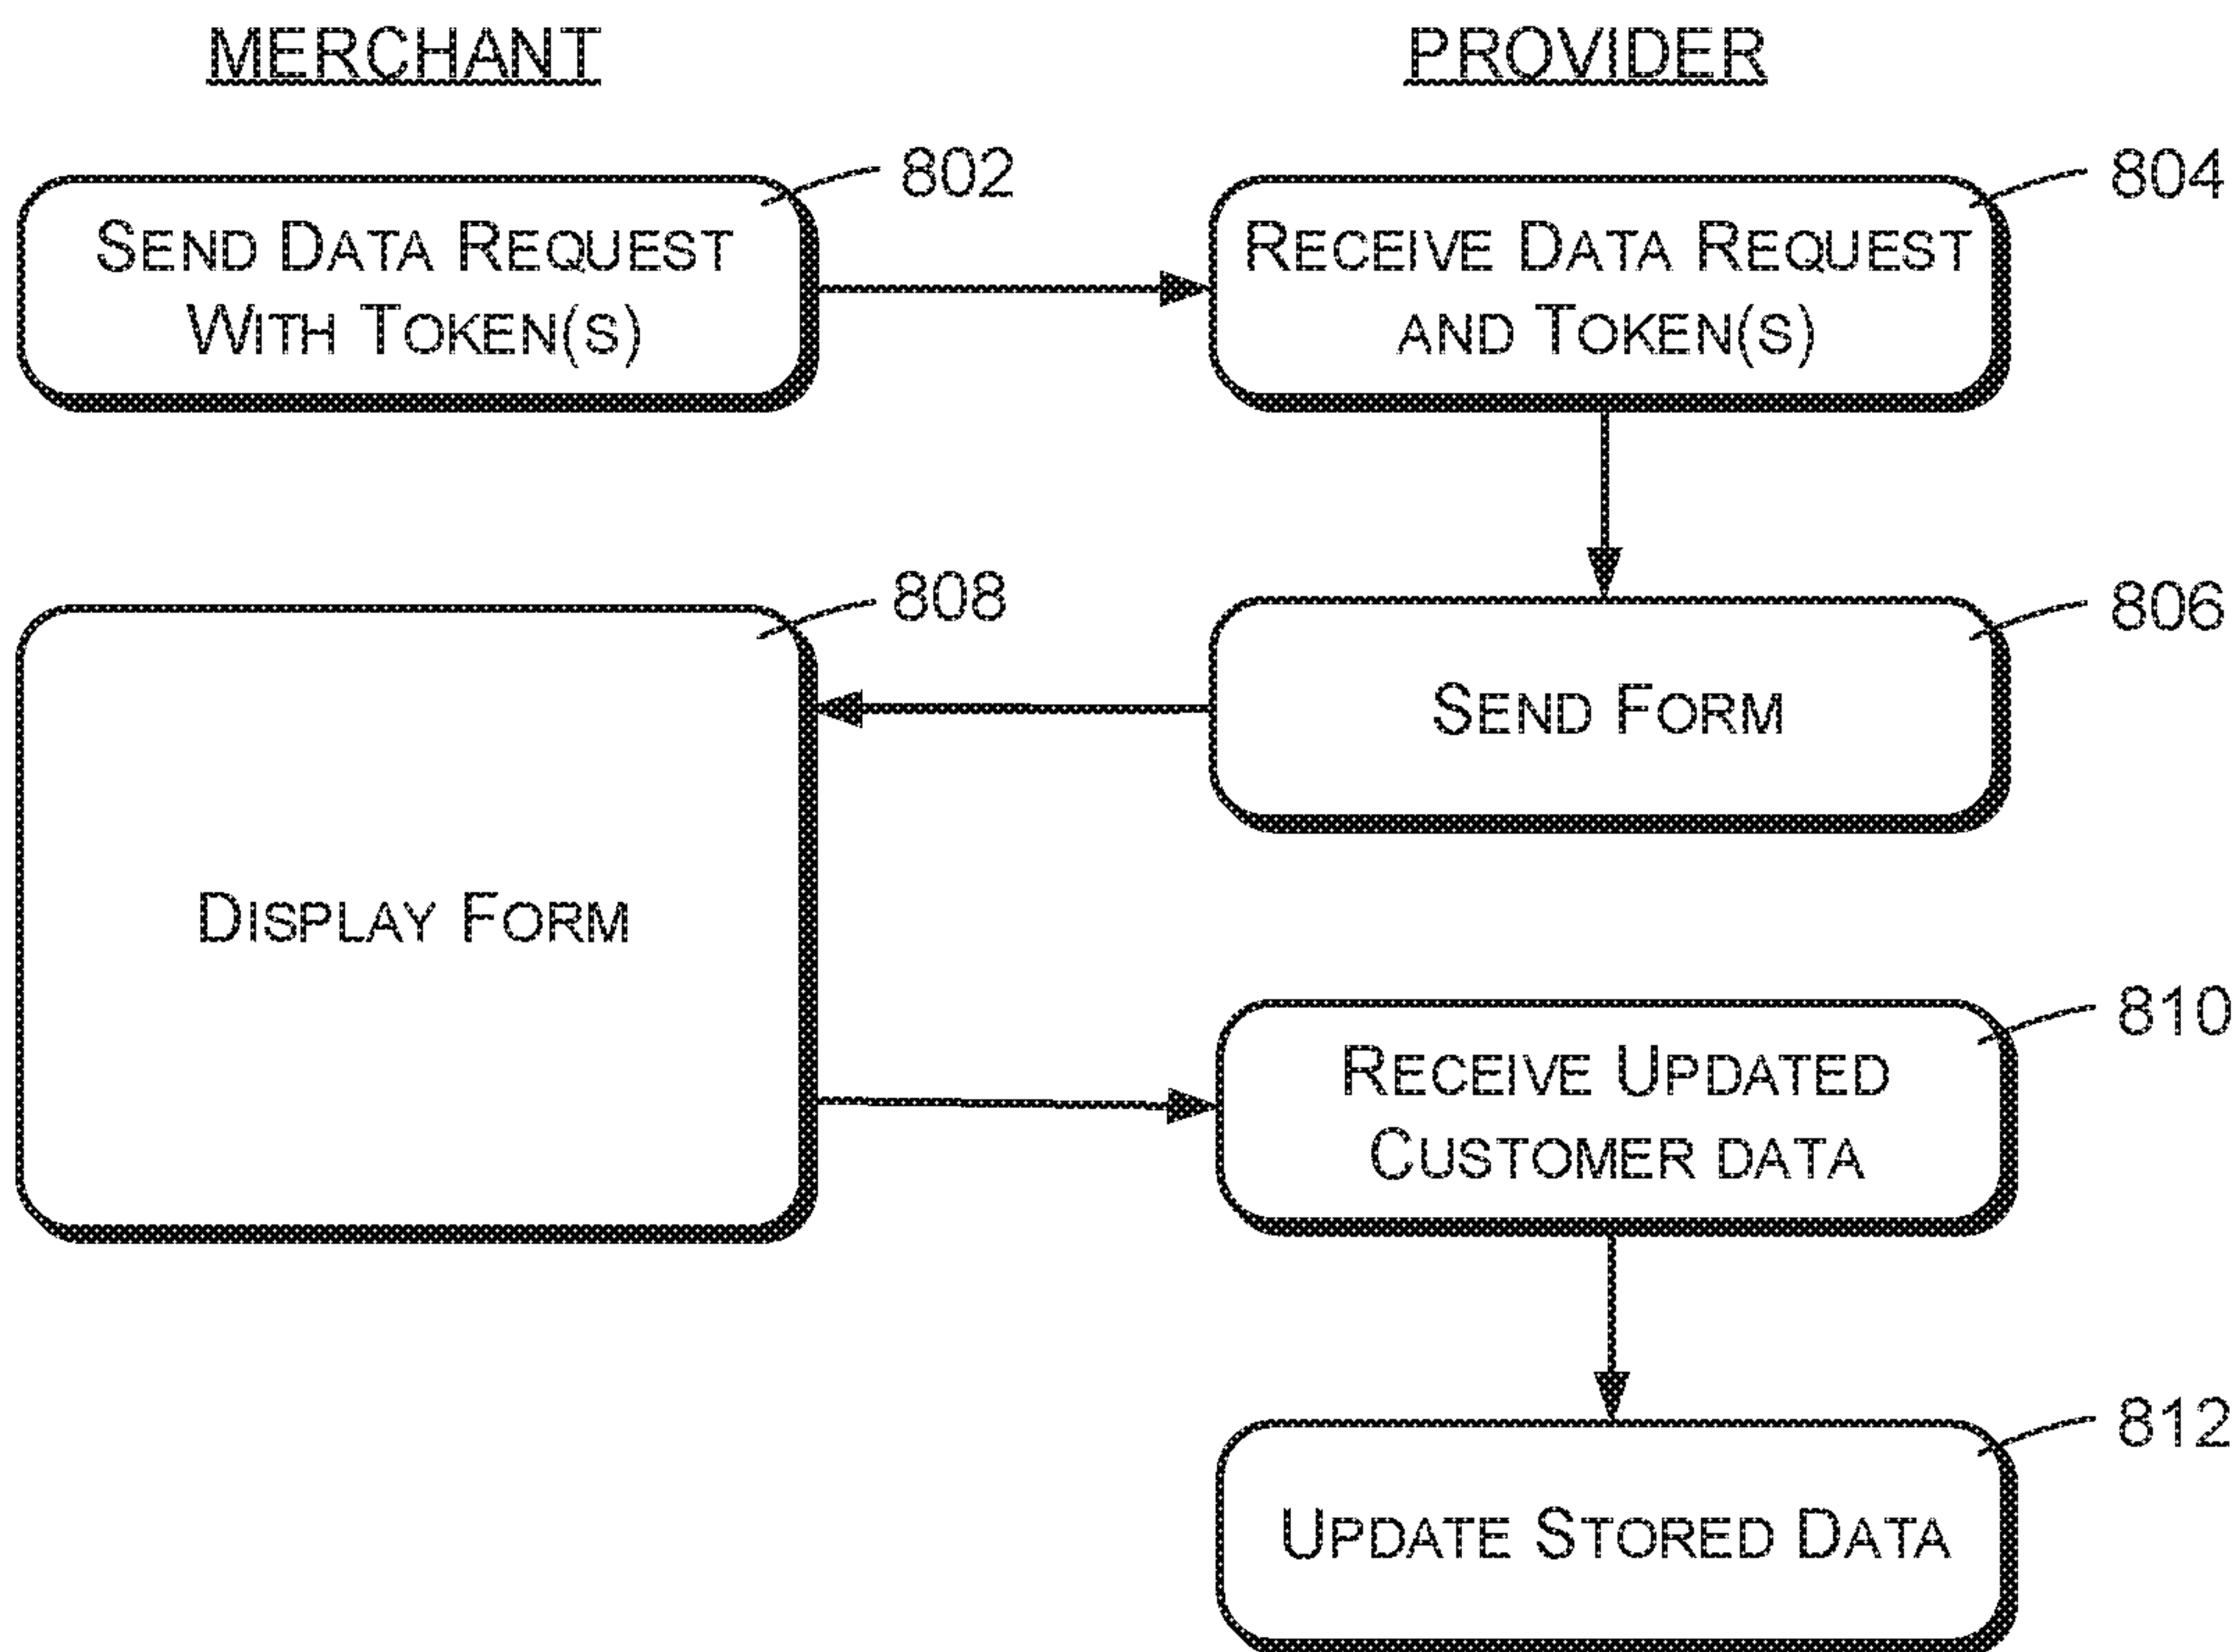 MERCHANT
PROVIDER
802
804
SEND DATA REQUEST
WITH TOKEN(S)
RECEIVE DATA REQUEST
AND TOKEN(S)
808
806
SEND FORM
DISPLAY FORM
810
RECEIVE UPDATED
CUSTOMER DATA
812
UPDATE STORED DATA